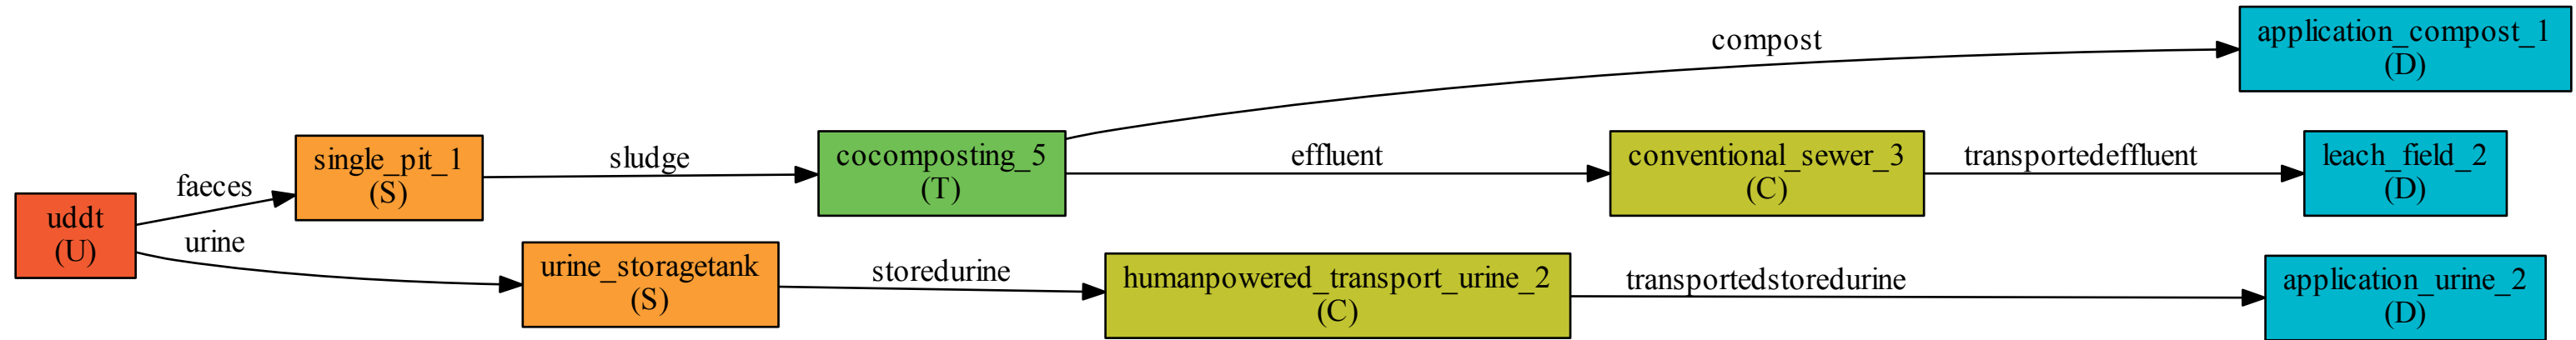 compost
application_compost_1
(D)
uddt
(U)
faeces
urine
single_pit_1
(S)
sludge
cocomposting_5
(T)
effluent
conventional_sewer_3
(C)
transportedeffluent
leach_field_2
(D)
urine_storagetank
(S)
storedurine
humanpowered_transport_urine_2
(C)
transportedstoredurine
application_urine_2
(D)